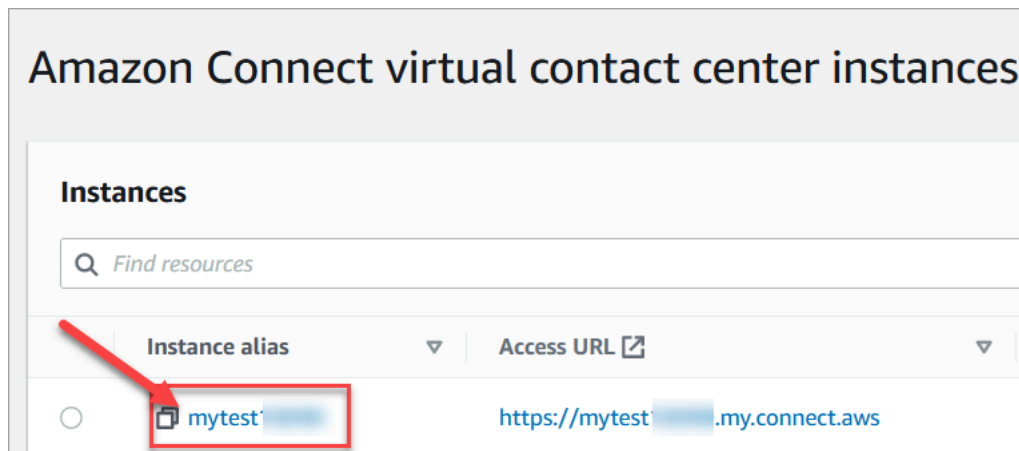 Amazon Connect virtual contact center instances
Instances
Find resources
Instance alias Access URL
mytest https://mytest .my.connect.aws